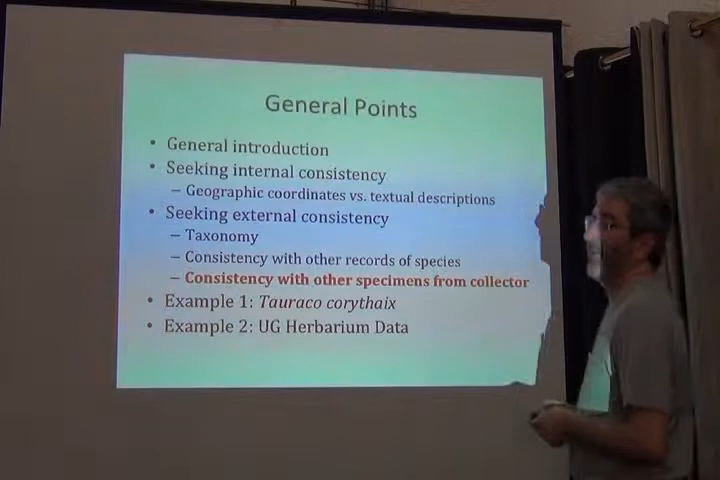 General Points
• General introduction
• Seeking internal consistency
– Geographic coordinates vs. textual descriptions
• Seeking external consistency
– Taxonomy
– Consistency with other records of species
– Consistency with other specimens from collector
• Example 1: Tauraco corythaix
• Example 2: UG Herbarium Data